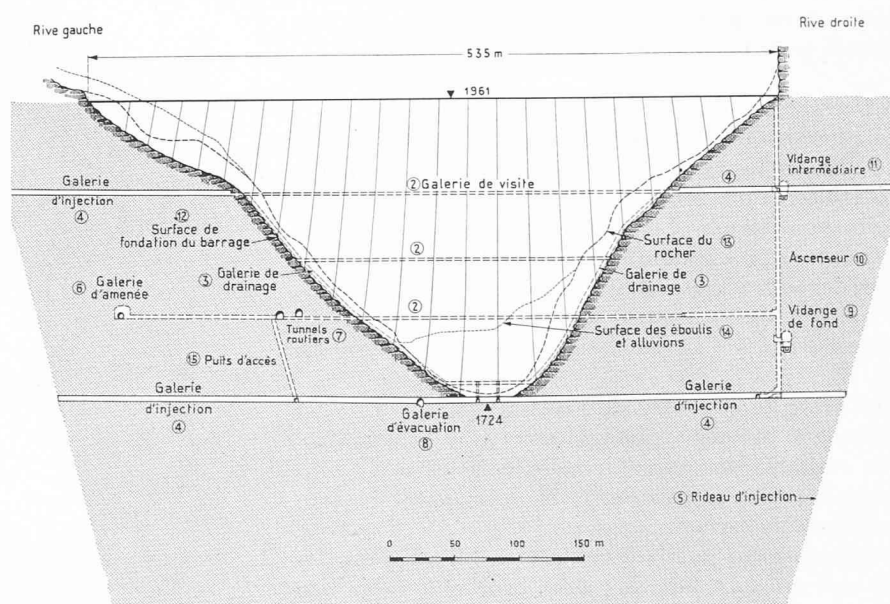 Rive gauche
Rive droite
535 m
1961
Vidange ⑪
intermédiaire
② Galerie de visite
④
Galerie
d'injection
④
⑫
Surface de
fondation du barrage
②
Surface du ⑬
rocher
⑩
Ascenseur
⑥ Galerie
d'amenée
③ Galerie de
drainage
Galerie de ③
drainage
②
Tunnels
routiers ⑦
Vidange ⑨
de fond
Surface des éboulis ⑭
et alluvions
⑮ Puits d'accès
Galerie
d'injection
④
Galerie
d'évacuation
⑧
1724
Galerie
d'injection
④
⑤ Rideau d'injection
0 50 100 150 m